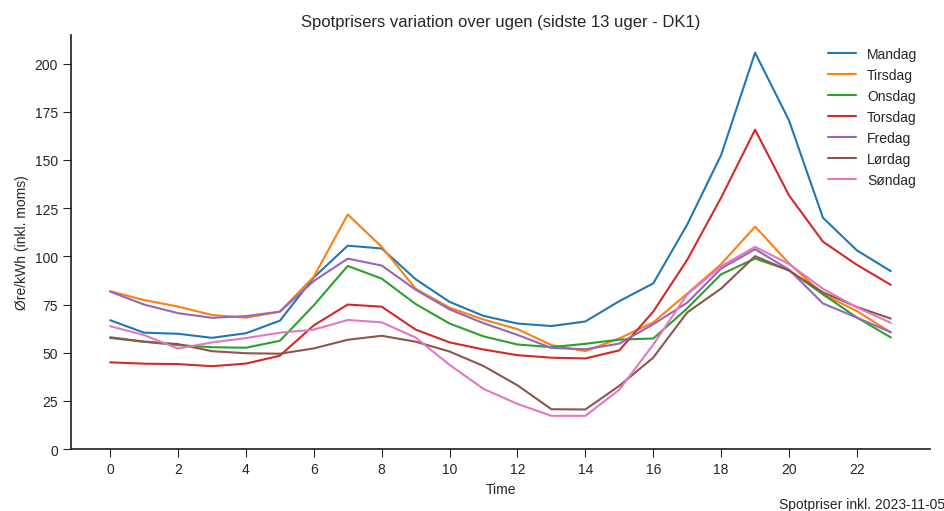 Spotprisers variation over ugen (sidste 13 uger - DK1)
Øre/kWh (inkl. moms)
200
175
150
125
100
75
50
25
0
0 2 4 6 8 10 12 14 16 18 20 22
Time
Mandag
Tirsdag
Onsdag
Torsdag
Fredag
Lørdag
Søndag
Spotpriser inkl. 2023-11-05